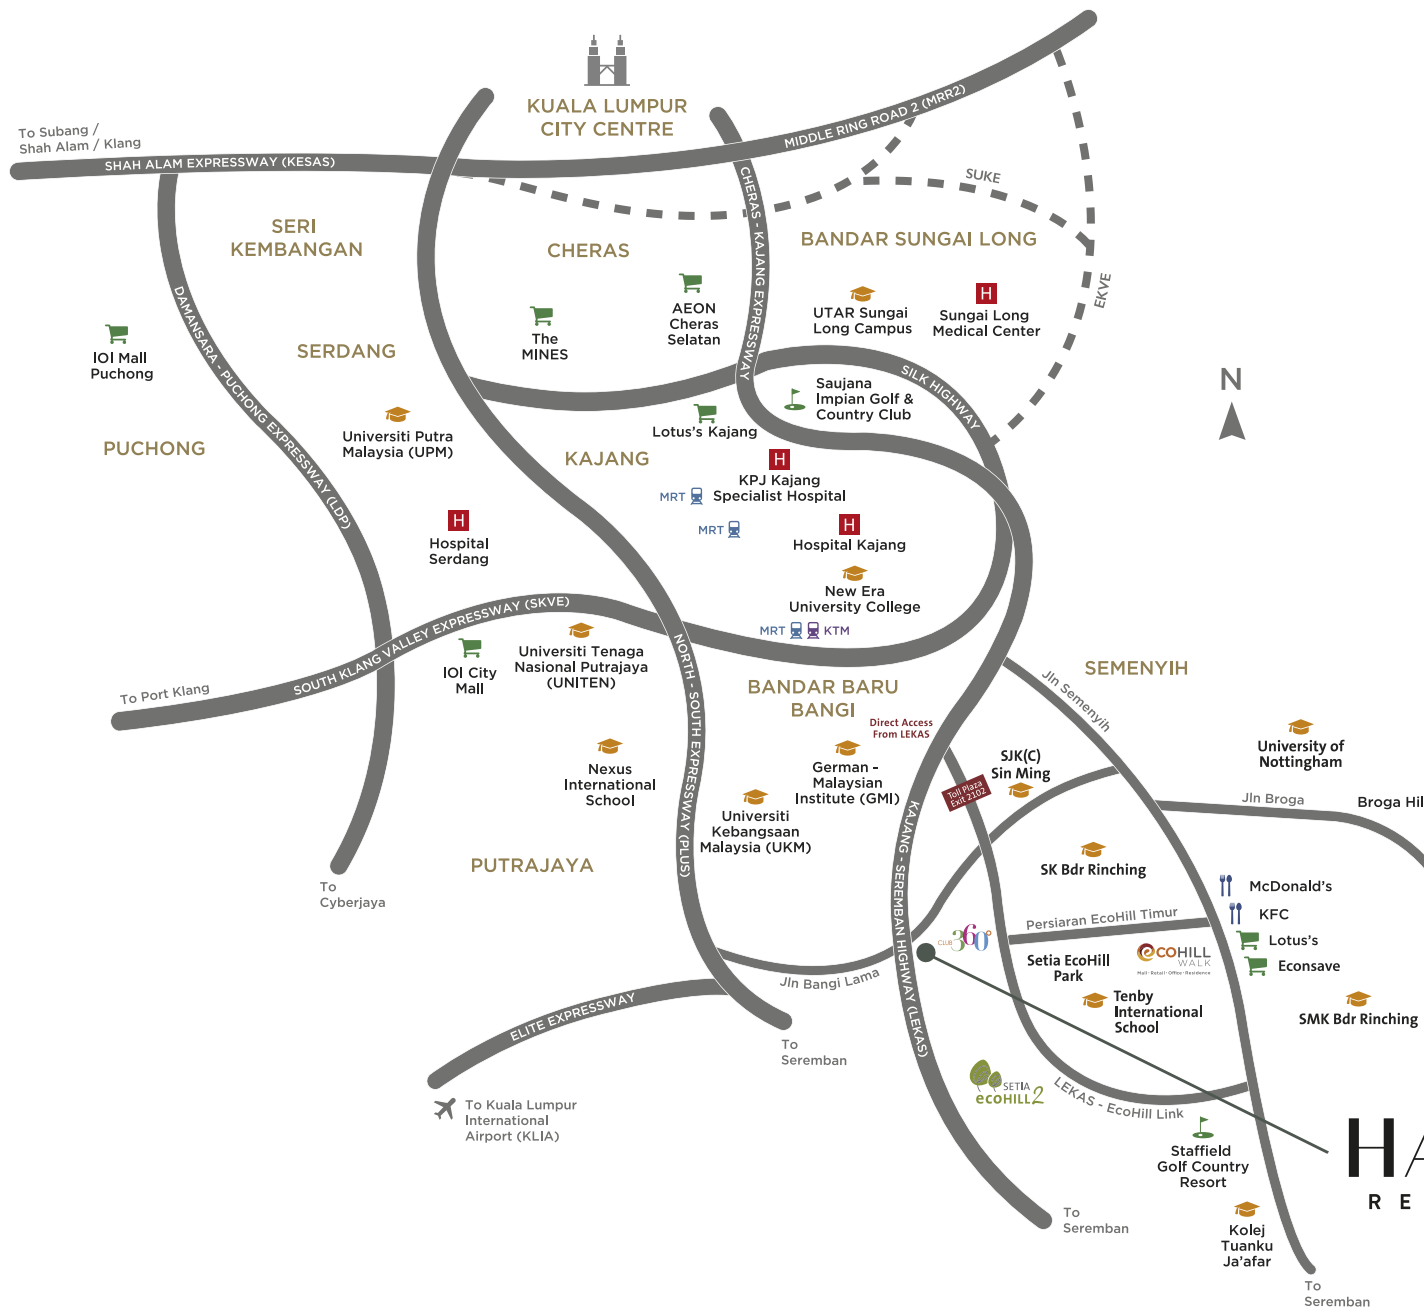 KUALA LUMPUR
CITY CENTRE
To Subang /
Shah Alam / Klang
SHAH ALAM EXPRESSWAY (KESAS)
MIDDLE RING ROAD 2 (MRR2)
SUKE
EKVE
SERI
KEMBANGAN
CHERAS
BANDAR SUNGAI LONG
CHERAS - KAJANG EXPRESSWAY
DAMANSARA - PUCHONG EXPRESSWAY (LDP)
AEON
Cheras
Selatan
UTAR Sungai
Long Campus
H
Sungai Long
Medical Center
The
MINES
IOI Mall
Puchong
SERDANG
SILK HIGHWAY
N
Saujana
Impian Golf &
Country Club
Universiti Putra
Malaysia (UPM)
Lotus's Kajang
PUCHONG
KAJANG
H
KPJ Kajang
Specialist Hospital
MRT
MRT
H
Hospital
Serdang
H
Hospital Kajang
New Era
University College
MRT
KTM
SOUTH KLANG VALLEY EXPRESSWAY (SKVE)
To Port Klang
IOI City
Mall
Universiti Tenaga
Nasional Putrajaya
(UNITEN)
NORTH - SOUTH EXPRESSWAY (PLUS)
BANDAR BARU
BANGI
SEMENYIH
Jln Semenyih
Direct Access
From LEKAS
Toll Plaza
Exit 2102
SJK(C)
Sin Ming
University of
Nottingham
Nexus
International
School
German -
Malaysian
Institute (GMI)
Universiti
Kebangsaan
Malaysia (UKM)
KAJANG - SEREMBAN HIGHWAY (LEKAS)
Jln Broga
Broga Hil
PUTRAJAYA
To
Cyberjaya
SK Bdr Rinching
McDonald's
KFC
Lotus's
Econsave
Persiaran EcoHill Timur
CLUB 360°
Setia EcoHill
Park
ecoHILL
WALK
Mall • Retail • Office • Residence
Jln Bangi Lama
Tenby
International
School
SMK Bdr Rinching
ELITE EXPRESSWAY
To
Seremban
To Kuala Lumpur
International
Airport (KLIA)
SETIA
ecoHILL 2
LEKAS - EcoHill Link
Staffield
Golf Country
Resort
HA
R E
To
Seremban
Kolej
Tuanku
Ja'afar
To
Seremban